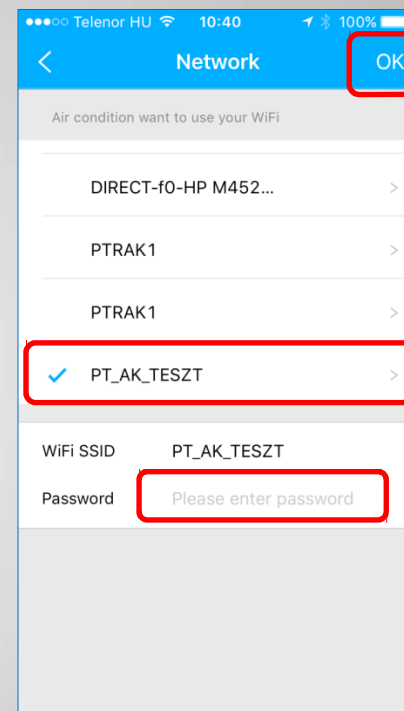 Telenor HU 10:40 100%
Network OK
Air condition want to use your WiFi
DIRECT-f0-HP M452...
PTRAK1
PTRAK1
PT_AK_TESZT
WiFi SSID PT_AK_TESZT
Password Please enter password